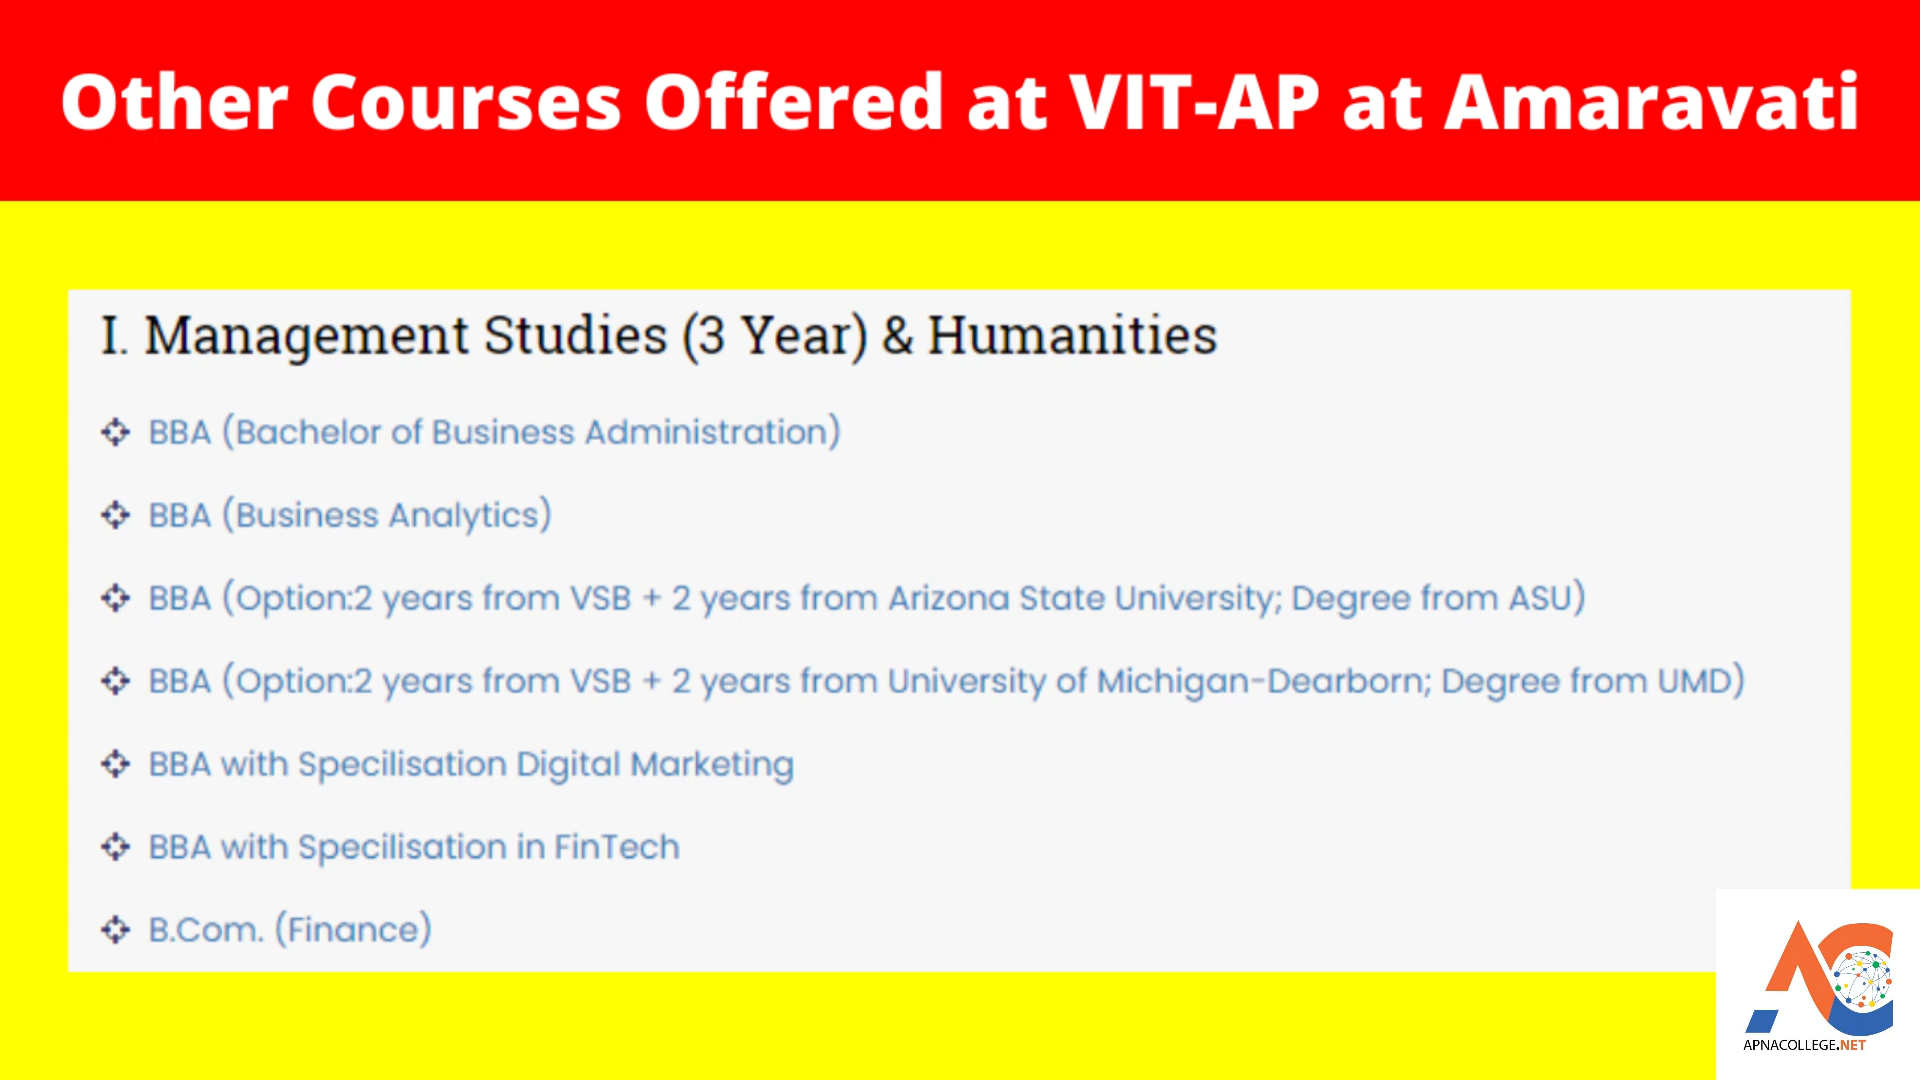 Other Courses Offered at VIT-AP at Amaravati
I. Management Studies (3 Year) & Humanities
BBA (Bachelor of Business Administration)
BBA (Business Analytics)
BBA (Option:2 years from VSB + 2 years from Arizona State University; Degree from ASU)
BBA (Option:2 years from VSB + 2 years from University of Michigan-Dearborn; Degree from UMD)
BBA with Specilisation Digital Marketing
BBA with Specilisation in FinTech
B.Com. (Finance)
AC
APNACOLLEGE.NET